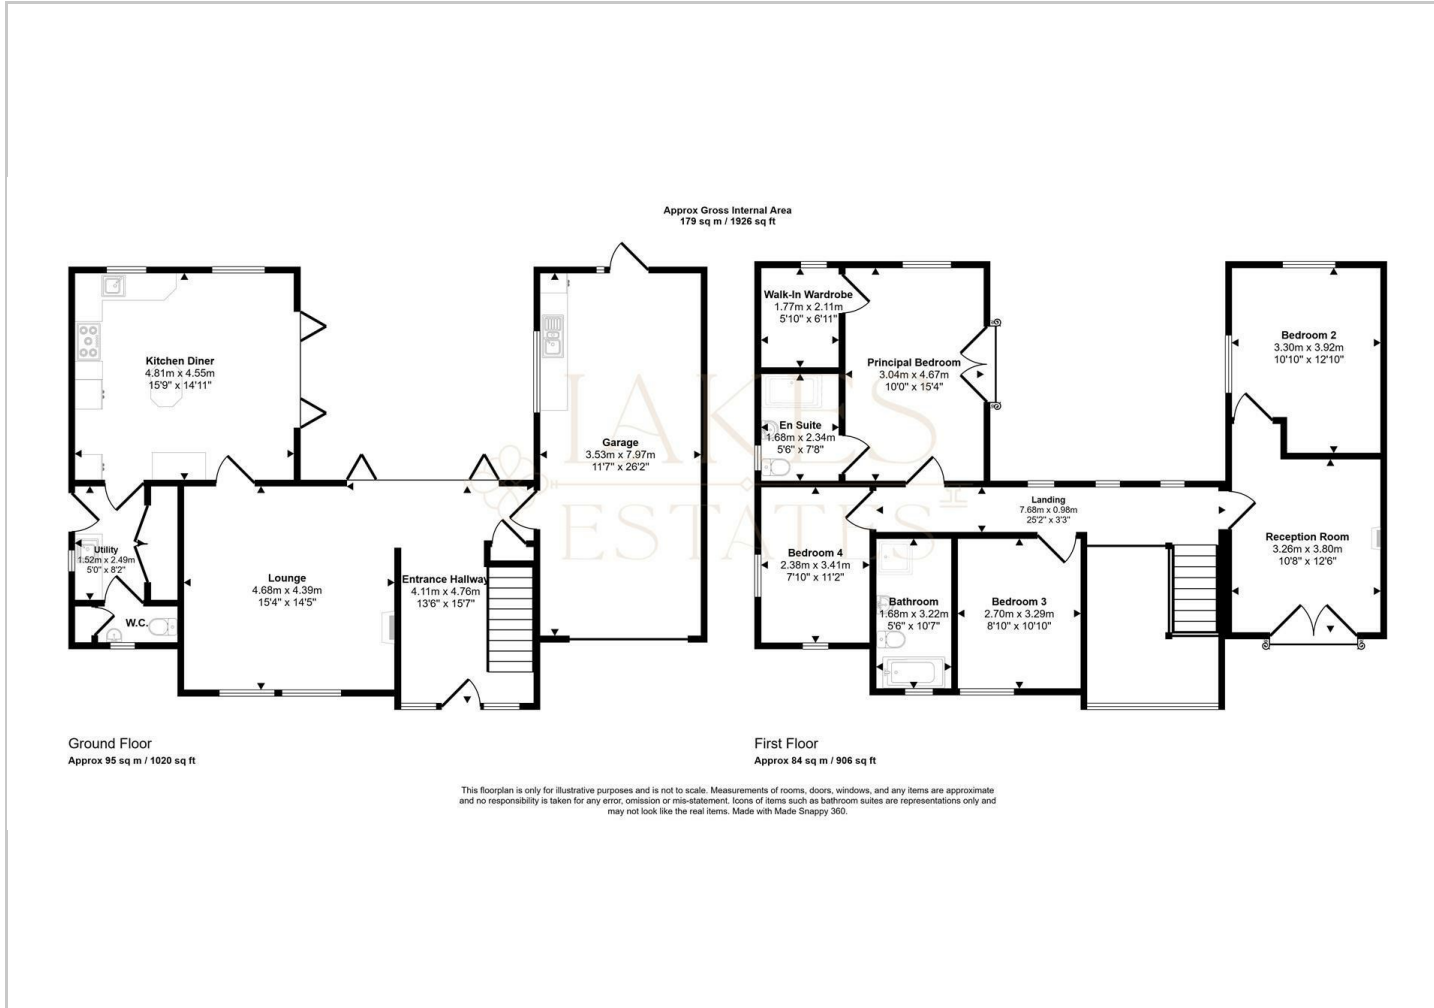 Approx Gross Internal Area
179 sq m / 1926 sq ft
Kitchen Diner
4.81m x 4.55m
15'9" x 14'11"
Utility
1.52m x 2.49m
5'0" x 8'2"
W.C.
Lounge
4.68m x 4.39m
15'4" x 14'5"
Entrance Hallway
4.11m x 4.76m
13'6" x 15'7"
Garage
3.53m x 7.97m
11'7" x 26'2"
Walk-In Wardrobe
1.77m x 2.11m
5'10" x 6'11"
Principal Bedroom
3.04m x 4.67m
10'0" x 15'4"
En Suite
1.68m x 2.34m
5'6" x 7'8"
Bedroom 4
2.38m x 3.41m
7'10" x 11'2"
Bathroom
1.68m x 3.22m
5'6" x 10'7"
Bedroom 3
2.70m x 3.29m
8'10" x 10'10"
Landing
7.68m x 0.98m
25'2" x 3'3"
Bedroom 2
3.30m x 3.92m
10'10" x 12'10"
Reception Room
3.26m x 3.80m
10'8" x 12'6"
LAKES
ESTATES
Ground Floor
Approx 95 sq m / 1020 sq ft
First Floor
Approx 84 sq m / 906 sq ft
This floorplan is only for illustrative purposes and is not to scale. Measurements of rooms, doors, windows, and any items are approximate
and no responsibility is taken for any error, omission or mis-statement. Icons of items such as bathroom suites are representations only and
may not look like the real items. Made with Made Snappy 360.